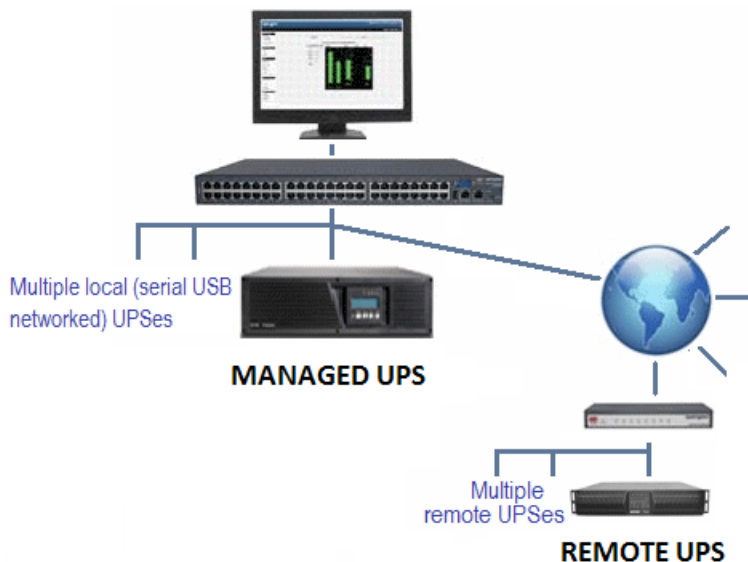 Multiple local (serial USB
networked) UPSes
MANAGED UPS
Multiple
remote UPSes
REMOTE UPS